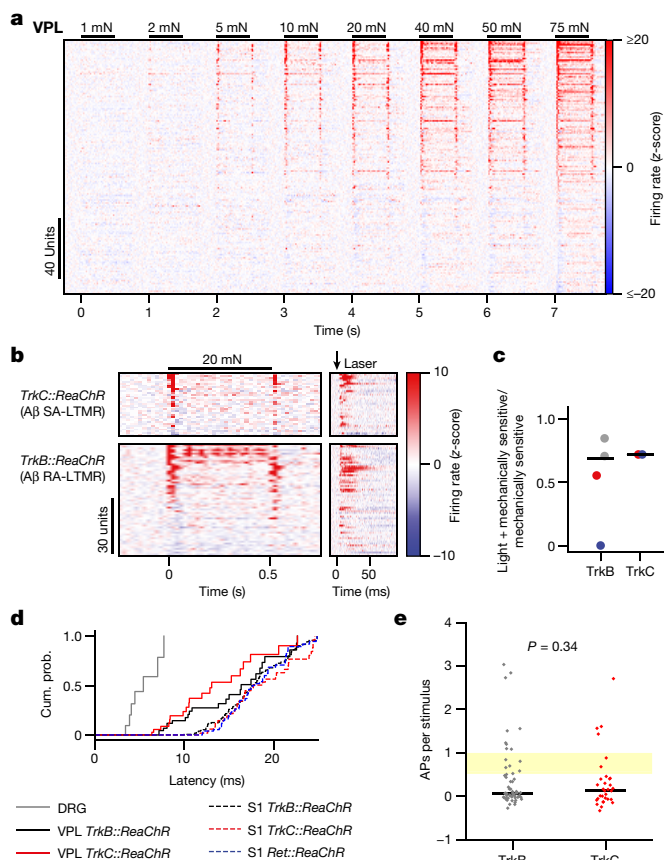 a
VPL 1 mN 2 mN 5 mN 10 mN 20 mN 40 mN 50 mN 75 mN
40 Units
≥20
0
≤–20
Firing rate (z-score)
0 1 2 3 4 5 6 7
Time (s)
b
20 mN
Laser
TrkC::ReaChR
(Aβ SA-LTMR)
TrkB::ReaChR
(Aβ RA-LTMR)
30 units
0 0.5
Time (s)
0 50
Time (ms)
10
0
–10
Firing rate (z-score)
c
Light + mechanically sensitive/
mechanically sensitive
1.0
0.5
0
TrkB TrkC
d
Cum. prob.
1.0
0.5
0
0 10 20
Latency (ms)
DRG
VPL TrkB::ReaChR
VPL TrkC::ReaChR
S1 TrkB::ReaChR
S1 TrkC::ReaChR
S1 Ret::ReaChR
e
P = 0.34
APs per stimulus
4
3
2
1
0
–1
TrkB TrkC